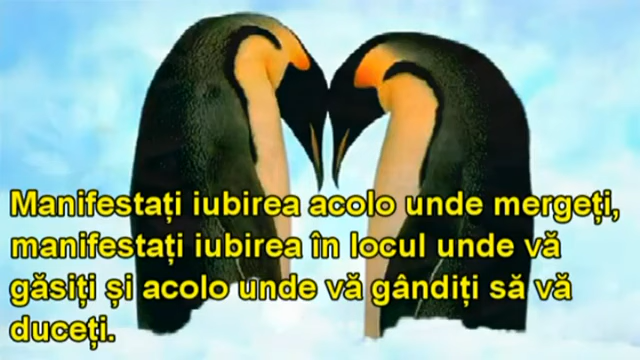 Manifestați iubirea acolo unde mergeți,
manifestați iubirea în locul unde vă
găsiți și acolo unde vă gândiți să vă
duceți.